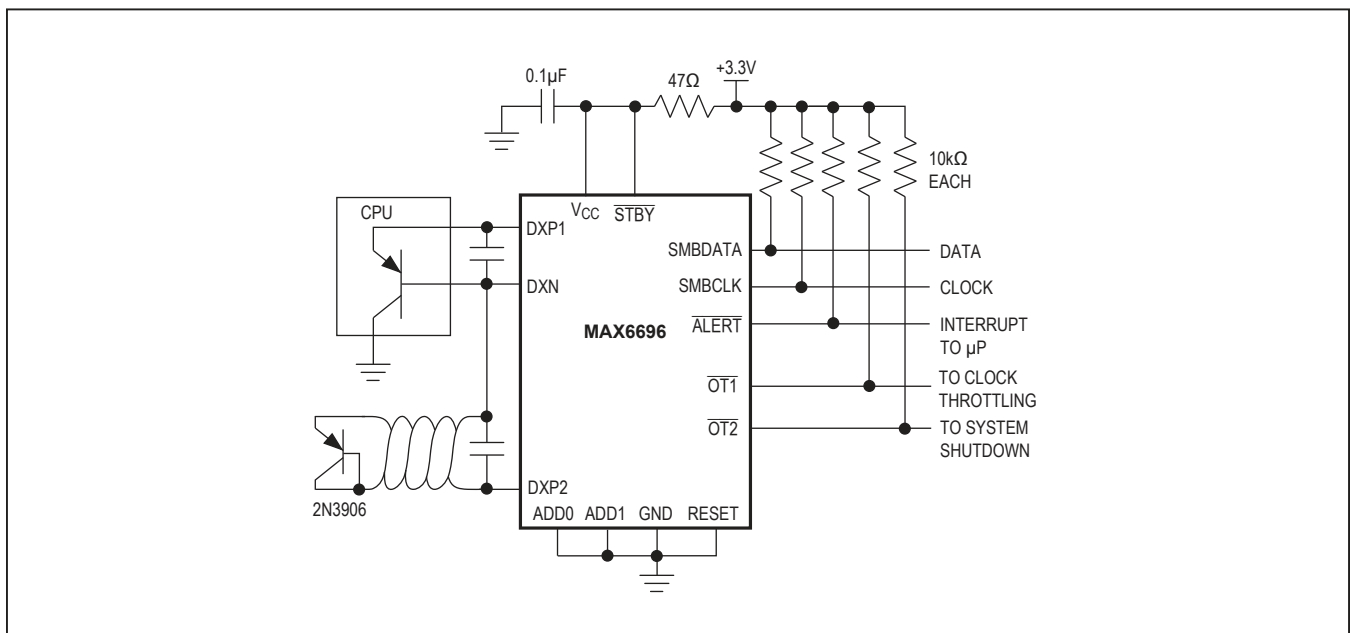 0.1µF
47Ω
+3.3V
10kΩ
EACH
CPU
VCC
STBY
DXP1
DXN
SMBDATA
DATA
SMBCLK
CLOCK
MAX6696
ALERT
INTERRUPT
TO µP
OT1
TO CLOCK
THROTTLING
OT2
TO SYSTEM
SHUTDOWN
DXP2
2N3906
ADD0 ADD1 GND RESET